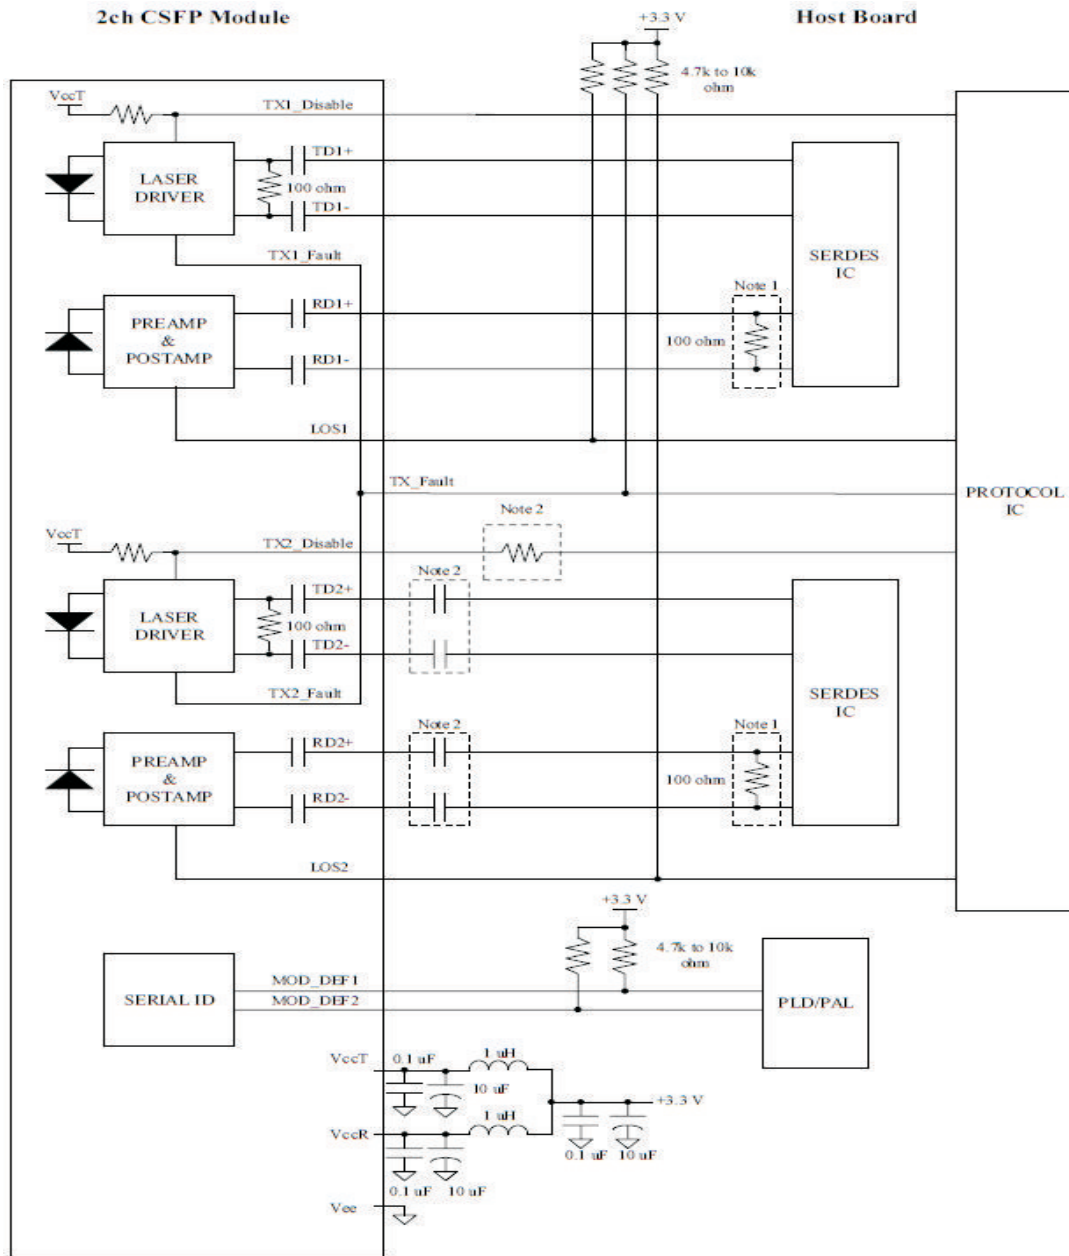 2ch CSFP Module
Host Board
+3.3 V
4.7k to 10k
ohm
VccT
TX1_Disable
LASER
DRIVER
TD1+
100 ohm
TD1-
TX1_Fault
SERDES
IC
PREAMP
&
POSTAMP
RD1+
RD1-
Note 1
100 ohm
LOS1
TX_Fault
PROTOCOL
IC
Note 2
VccT
TX2_Disable
LASER
DRIVER
TD2+
100 ohm
TD2-
Note 2
TX2_Fault
SERDES
IC
PREAMP
&
POSTAMP
RD2+
RD2-
Note 2
Note 1
100 ohm
LOS2
+3.3 V
4.7k to 10k
ohm
SERIAL ID
MOD_DEF1
MOD_DEF2
PLD/PAL
VccT
0.1 uF
1 uH
10 uF
+3.3 V
1 uH
VccR
0.1 uF
10 uF
0.1 uF
10 uF
Vee